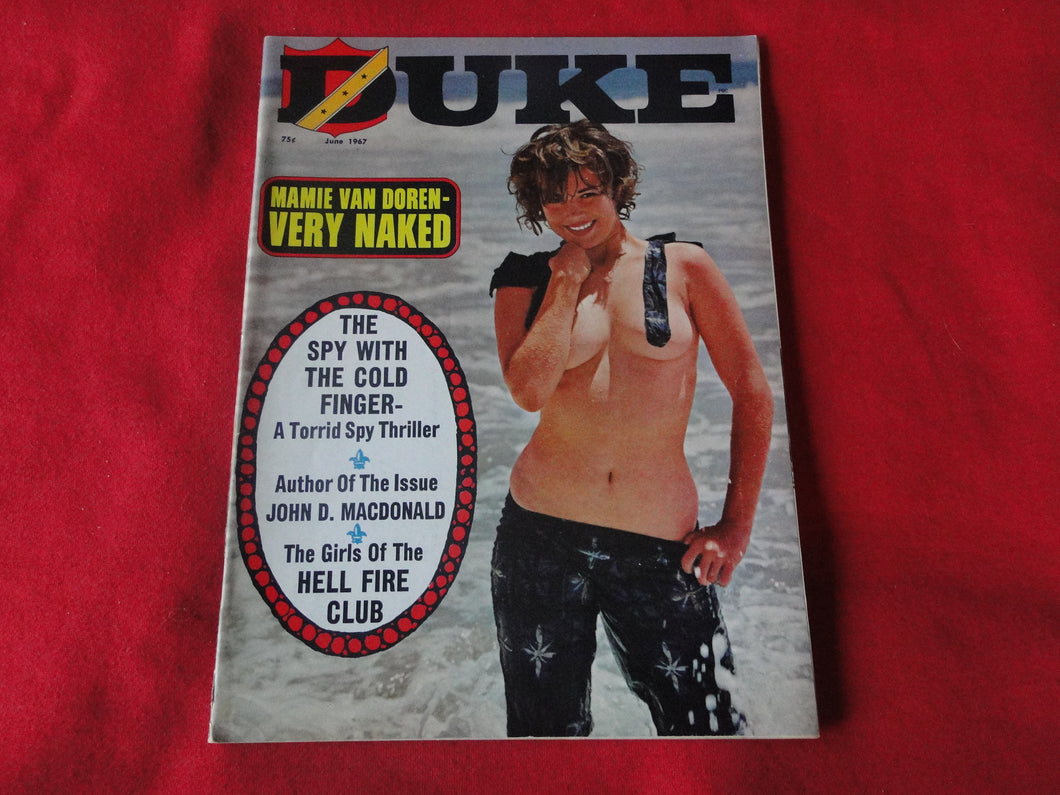 DUKE
75¢ June 1967
MAMIE VAN DOREN-
VERY NAKED
THE
SPY WITH
THE COLD
FINGER-
A Torrid Spy Thriller
Author Of The Issue
JOHN D. MACDONALD
The Girls Of The
HELL FIRE
CLUB